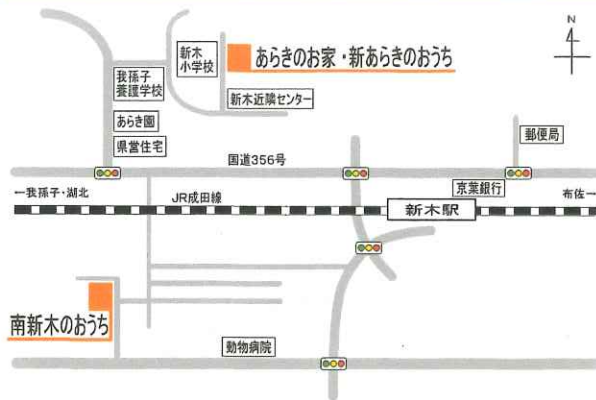 N
新木
小学校
あらきのお家・新あらきのおうち
我孫子
養護学校
新木近隣センター
あらき園
県営住宅
郵便局
国道356号
←我孫子・湖北
JR成田線
京葉銀行
布佐→
新木駅
南新木のおうち
動物病院